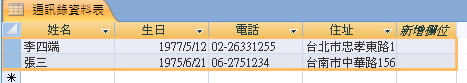 通訊錄資料表
姓名 生日 電話 住址 新增欄位
李四端 1977/5/12 02-26331255 台北市忠孝東路1
張三 1975/6/21 06-2751234 台南市中華路156
*